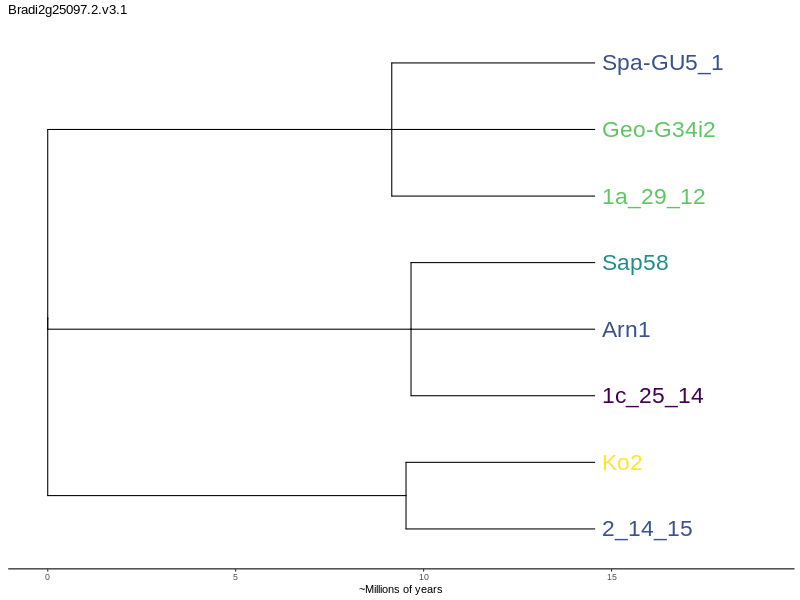 Bradi2g25097.2.v3.1
Spa-GU5_1
Geo-G34i2
1a_29_12
Sap58
Arn1
1c_25_14
Ko2
2_14_15
0 5 10 15
~Millions of years